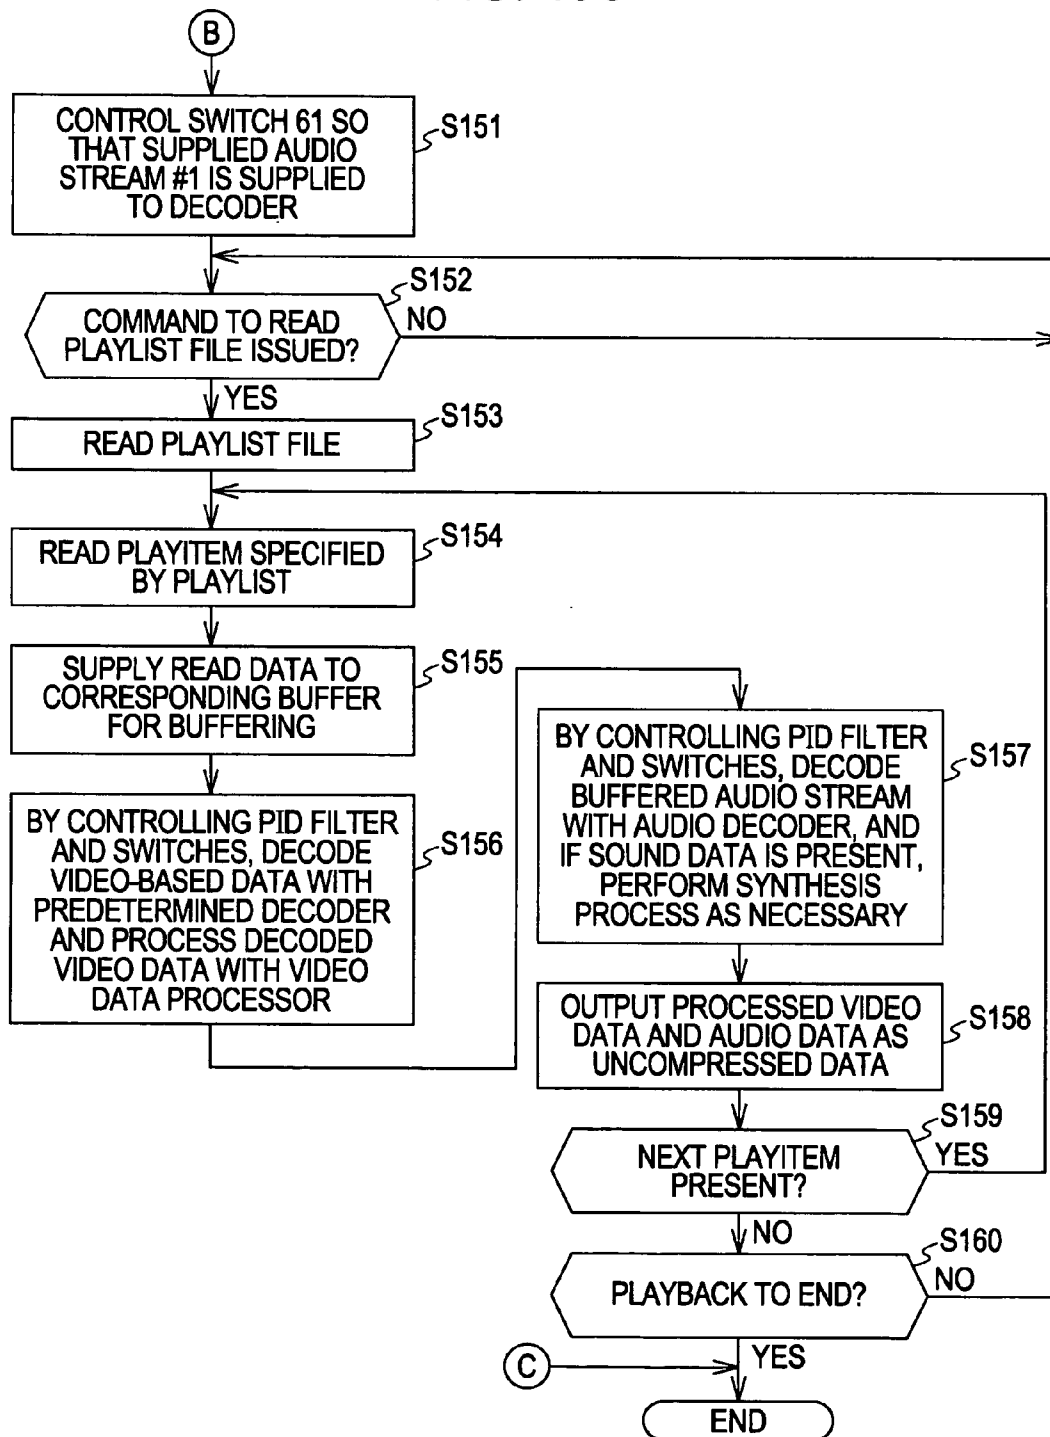 B
CONTROL SWITCH 61 SO
THAT SUPPLIED AUDIO
STREAM #1 IS SUPPLIED
TO DECODER
S151
S152
COMMAND TO READ
PLAYLIST FILE ISSUED?
NO
YES
S153
READ PLAYLIST FILE
S154
READ PLAYITEM SPECIFIED
BY PLAYLIST
S155
SUPPLY READ DATA TO
CORRESPONDING BUFFER
FOR BUFFERING
S156
BY CONTROLLING PID FILTER
AND SWITCHES, DECODE
VIDEO-BASED DATA WITH
PREDETERMINED DECODER
AND PROCESS DECODED
VIDEO DATA WITH VIDEO
DATA PROCESSOR
S157
BY CONTROLLING PID FILTER
AND SWITCHES, DECODE
BUFFERED AUDIO STREAM
WITH AUDIO DECODER, AND
IF SOUND DATA IS PRESENT,
PERFORM SYNTHESIS
PROCESS AS NECESSARY
S158
OUTPUT PROCESSED VIDEO
DATA AND AUDIO DATA AS
UNCOMPRESSED DATA
S159
NEXT PLAYITEM
PRESENT?
YES
NO
S160
PLAYBACK TO END?
NO
YES
C
END